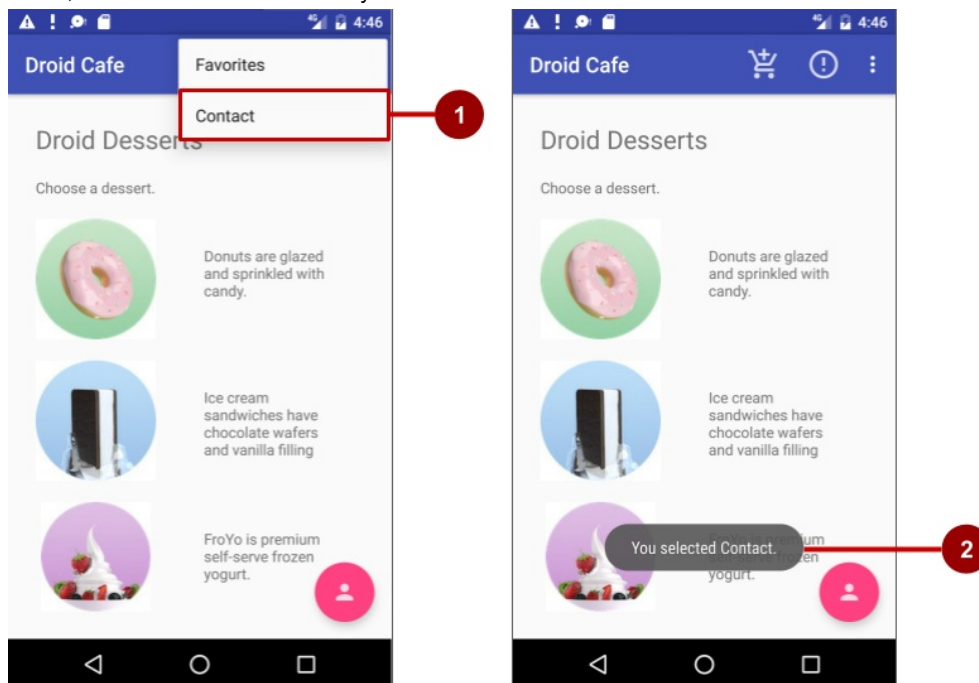 4G 4:46
Droid Cafe
Favorites
Contact
1
Droid Desserts
Choose a dessert.
Donuts are glazed
and sprinkled with
candy.
Ice cream
sandwiches have
chocolate wafers
and vanilla filling
FroYo is premium
self-serve frozen
yogurt.
4G 4:46
Droid Cafe
Droid Desserts
Choose a dessert.
Donuts are glazed
and sprinkled with
candy.
Ice cream
sandwiches have
chocolate wafers
and vanilla filling
You selected Contact.
2
yogurt.